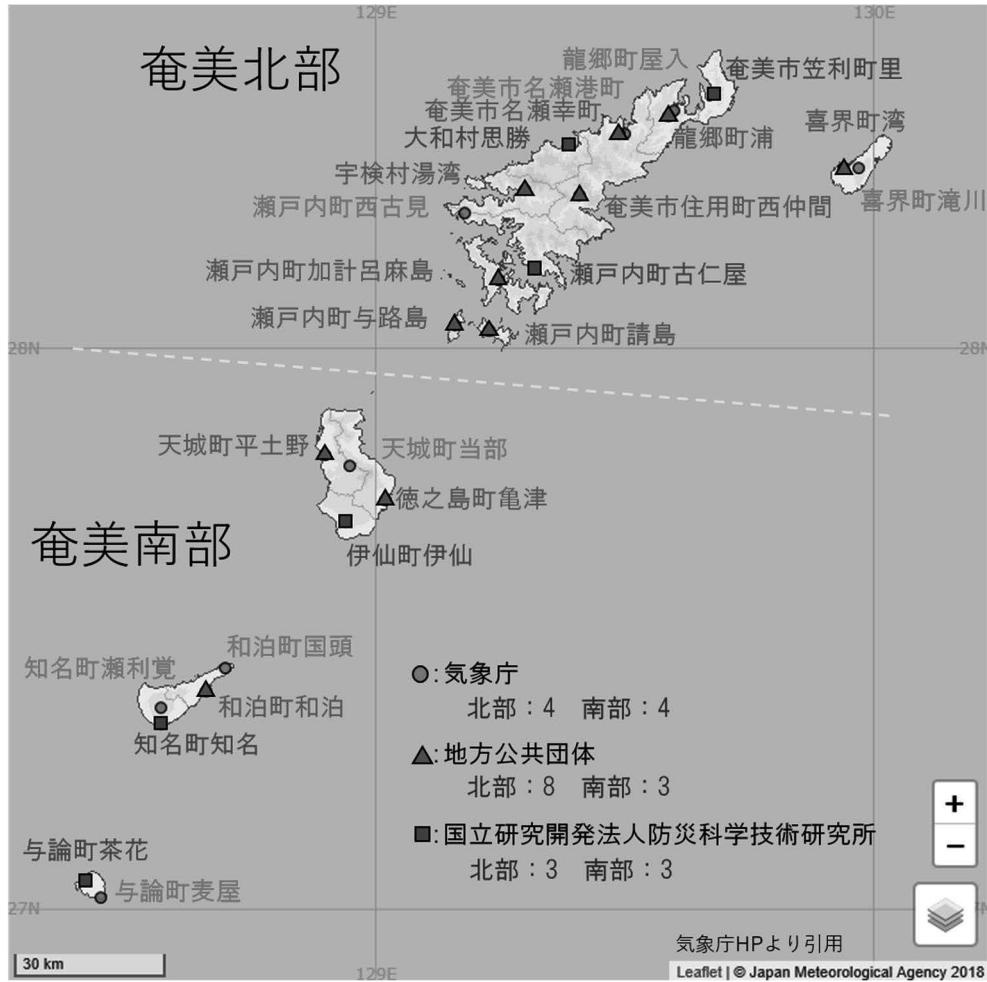 129E
130E
奄美北部
龍郷町屋入
奄美市笠利町里
奄美市名瀬港町
奄美市名瀬幸町
大和村思勝
龍郷町浦
喜界町湾
宇検村湯湾
瀬戸内町西古見
奄美市住用町西仲間
喜界町滝川
瀬戸内町加計呂麻島
瀬戸内町古仁屋
瀬戸内町与路島
瀬戸内町請島
28N
28N
天城町平土野
天城町当部
徳之島町亀津
奄美南部
伊仙町伊仙
和泊町国頭
知名町瀬利覚
和泊町和泊
知名町知名
●:気象庁
北部:4 南部:4
▲:地方公共団体
北部:8 南部:3
■:国立研究開発法人防災科学技術研究所
北部:3 南部:3
+
−
与論町茶花
与論町麦屋
27N
気象庁HPより引用
30 km
129E
Leaflet | © Japan Meteorological Agency 2018